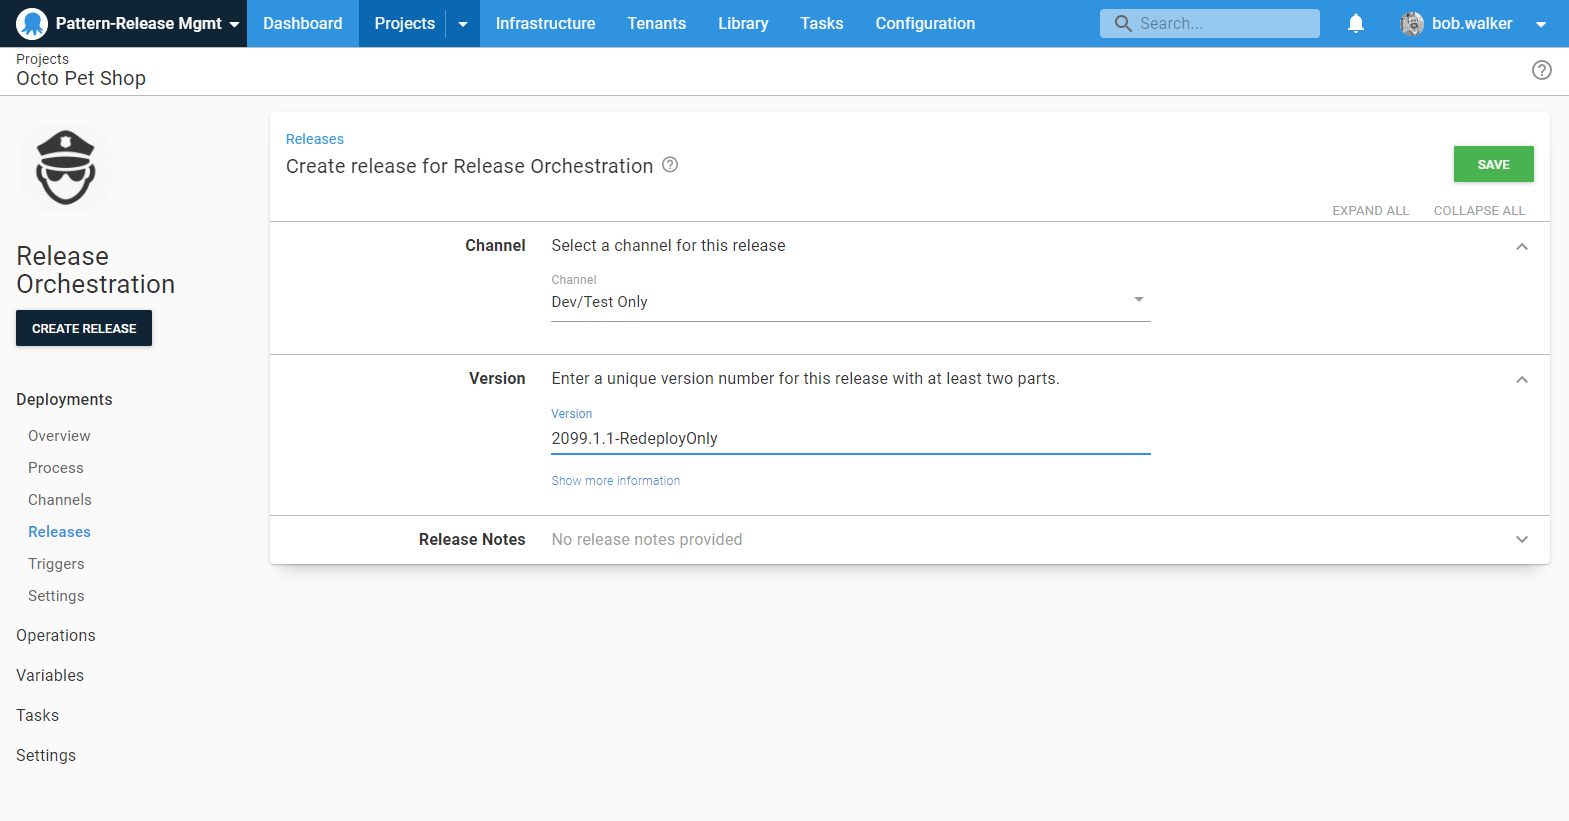 Pattern-Release Mgmt Dashboard Projects Infrastructure Tenants Library Tasks Configuration Search... bob.walker
Projects
Octo Pet Shop
Releases
Create release for Release Orchestration
SAVE
EXPAND ALL COLLAPSE ALL
Release
Orchestration
CREATE RELEASE
Deployments
Overview
Process
Channels
Releases
Triggers
Settings
Operations
Variables
Tasks
Settings
Channel Select a channel for this release
Channel
Dev/Test Only
Version Enter a unique version number for this release with at least two parts.
Version
2099.1.1-RedeployOnly
Show more information
Release Notes No release notes provided